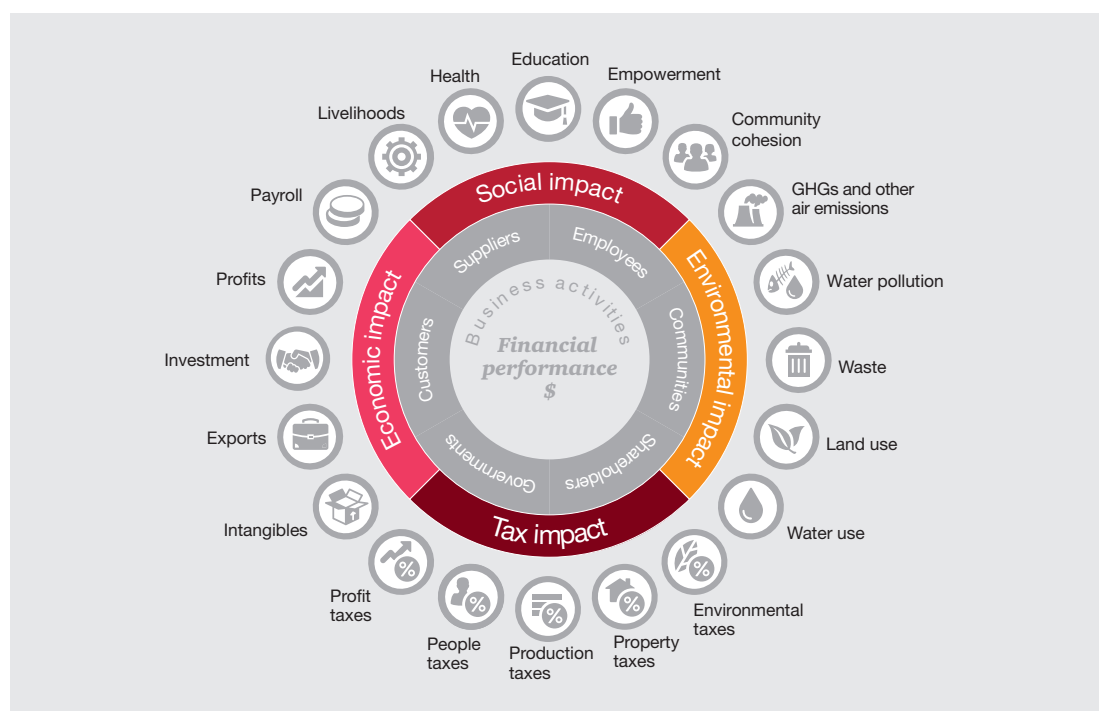 Education
Health
Empowerment
Livelihoods
Community
cohesion
Payroll
GHGs and other
air emissions
Profits
Water pollution
Investment
Waste
Exports
Land use
Intangibles
Water use
Profit
taxes
People
taxes
Production
taxes
Property
taxes
Environmental
taxes
Social impact
Environmental impact
Tax impact
Economic impact
Suppliers
Employees
Communities
Shareholders
Governments
Customers
Business activities
Financial
performance
$
%
%
%
%
%